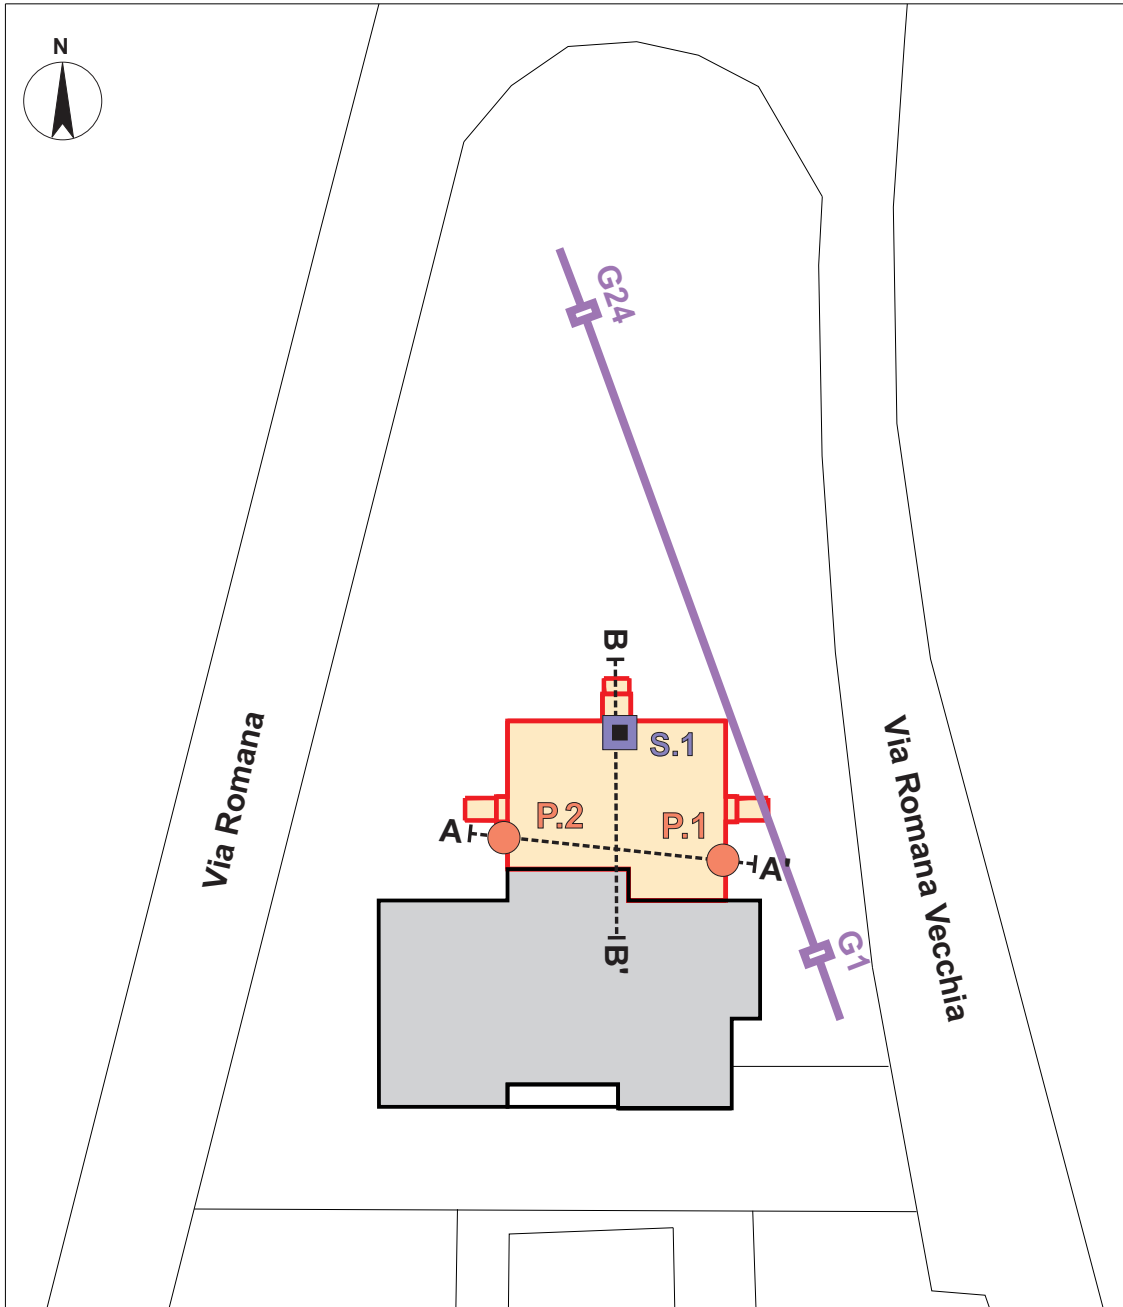 N
G24
B
S.1
P.2
P.1
A
A'
G1
B'
Via Romana
Via Romana Vecchia